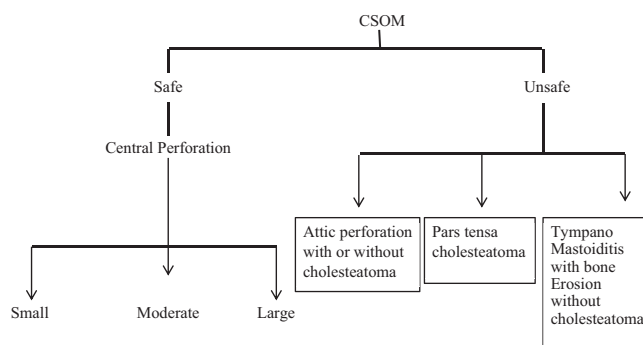 CSOM
Safe
Unsafe
Central Perforation
Small
Moderate
Large
Attic perforation
with or without
cholesteatoma
Pars tensa
cholesteatoma
Tympano
Mastoiditis
with bone
Erosion
without
cholesteatoma